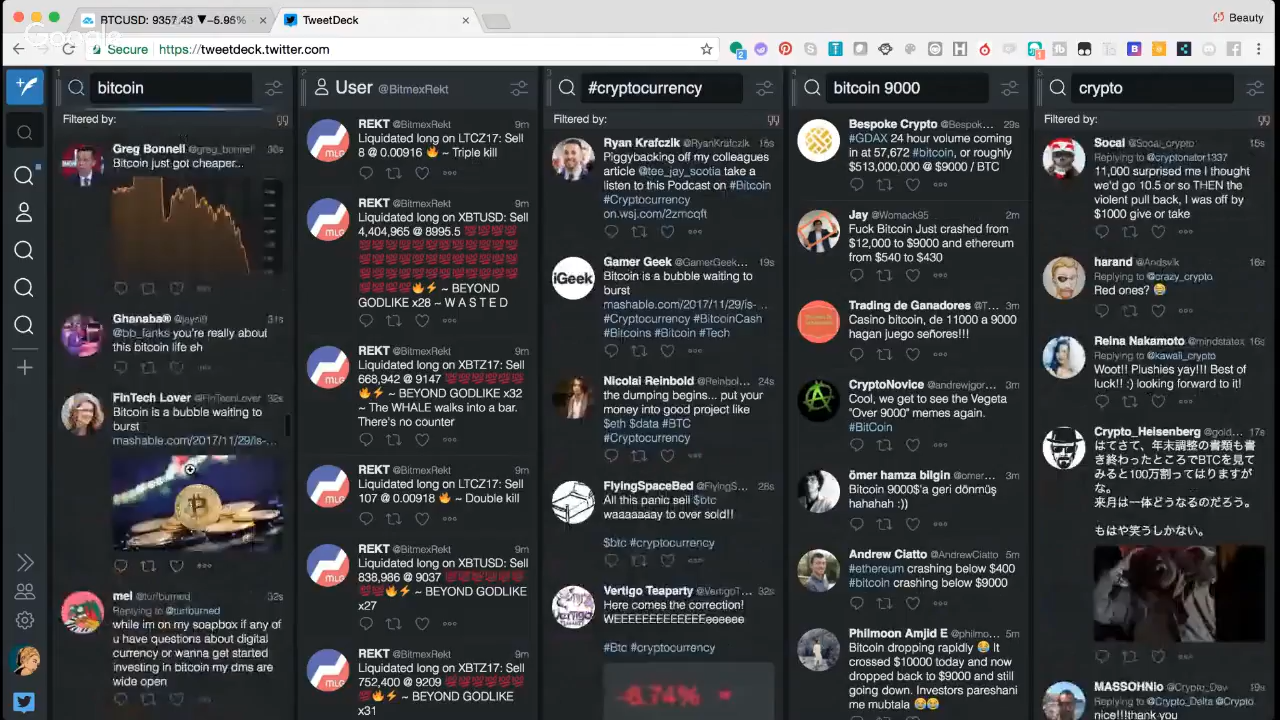 BTCUSD: 9357.43 ▼-5.95%
TweetDeck
Beauty
Google
Secure
https://tweetdeck.twitter.com
1
bitcoin
Filtered by:
Greg Bonnell @greg_bonnell 30s
Bitcoin just got cheaper...
Ghanaba® @jaysil 31s
@bb_fanks you're really about
this bitcoin life eh
FinTech Lover @FinTechLover 32s
Bitcoin is a bubble waiting to
burst
mashable.com/2017/11/29/is-...
mel @turfburned 32s
Replying to @turfburned
while im on my soapbox if any of
u have questions about digital
currency or wanna get started
investing in bitcoin my dms are
wide open
2
User @BitmexRekt
REKT @BitmexRekt 9m
Liquidated long on LTCZ17: Sell
8 @ 0.00916 🔥 ~ Triple kill
REKT @BitmexRekt 9m
Liquidated long on XBTUSD: Sell
4,404,965 @ 8995.5 💯💯💯💯
💯💯💯💯💯💯💯💯💯💯💯💯
💯💯💯💯💯💯💯💯💯💯💯💯
💯💯💯💯💯💯💯💯💯💯💯💯
💯💯💯💯🔥⚡ ~ BEYOND
GODLIKE x28 ~ W A S T E D
REKT @BitmexRekt 9m
Liquidated long on XBTZ17: Sell
668,942 @ 9147 💯💯💯💯💯💯
🔥⚡ ~ BEYOND GODLIKE x32
~ The WHALE walks into a bar.
There's no counter
REKT @BitmexRekt 9m
Liquidated long on LTCZ17: Sell
107 @ 0.00918 🔥 ~ Double kill
REKT @BitmexRekt 9m
Liquidated long on XBTUSD: Sell
838,986 @ 9037 💯💯💯💯💯💯
💯💯🔥⚡ ~ BEYOND GODLIKE
x27
REKT @BitmexRekt 9m
Liquidated long on XBTZ17: Sell
752,400 @ 9209 💯💯💯💯💯💯
💯🔥⚡ ~ BEYOND GODLIKE
x31
3
#cryptocurrency
Filtered by:
Ryan Krafczik @RyanKrafczik 16s
Piggybacking off my colleagues
article @tee_jay_scotia take a
listen to this Podcast on #Bitcoin
#Cryptocurrency
on.wsj.com/2zmcqft
Gamer Geek @GamerGeek... 19s
iGeek
Bitcoin is a bubble waiting to
burst
mashable.com/2017/11/29/is-...
#Cryptocurrency #BitcoinCash
#Bitcoins #Bitcoin #Tech
Nicolai Reinbold @Reinbol... 24s
the dumping begins... put your
money into good project like
$eth $data #BTC
#Cryptocurrency
FlyingSpaceBed @FlyingS... 28s
All this panic sell $btc
waaaaaaay to over sold!!
$btc #cryptocurrency
Vertigo Teaparty @VertigoT... 32s
Here comes the correction!
WEEEEEEEEEEEEeeeeee
#Btc #cryptocurrency
-8.74% ▼
4
bitcoin 9000
Bespoke Crypto @Bespok... 29s
#GDAX 24 hour volume coming
in at 57,672 #bitcoin, or roughly
$513,000,000 @ $9000 / BTC
Jay @Womack95 2m
Fuck Bitcoin Just crashed from
$12,000 to $9000 and ethereum
from $540 to $430
Trading de Ganadores @T... 3m
Casino bitcoin, de 11000 a 9000
hagan juego señores!!!
CryptoNovice @andrewjgor... 3m
Cool, we get to see the Vegeta
"Over 9000" memes again.
#BitCoin
ömer hamza bilgin @omer... 3m
Bitcoin 9000$'a geri dönmüş
hahahah :))
Andrew Ciatto @AndrewCiatto 5m
#ethereum crashing below $400
#bitcoin crashing below $9000
Philmoon Amjid E @philmo... 5m
Bitcoin dropping rapidly 😂 It
crossed $10000 today and now
dropped back to $9000 and still
going down. Investors pareshani
me mubtala 😂😂
5
crypto
Filtered by:
Socal @Socal_crypto 15s
Replying to @cryptonator1337
11,000 surprised me I thought
we'd go 10.5 or so THEN the
violent pull back, I was off by
$1000 give or take
harand @Andsvik 16s
Replying to @crazy_crypto
Red ones? 😂
Reina Nakamoto @mindstatex 16s
Replying to @kawaii_crypto
Woot!! Plushies yay!!! Best of
luck!! :) looking forward to it!
Crypto_Heisenberg @gold... 17s
はてさて、年末調整の書類も書
き終わったところでBTCを見て
みると100万割ってはりますが
な。
来月は一体どうなるのだろう。
もはや笑うしかない。
MASSOHNio @Crypto_Dav 19s
Replying to @Crypto_Delta @Crypto
nice!!!thank you